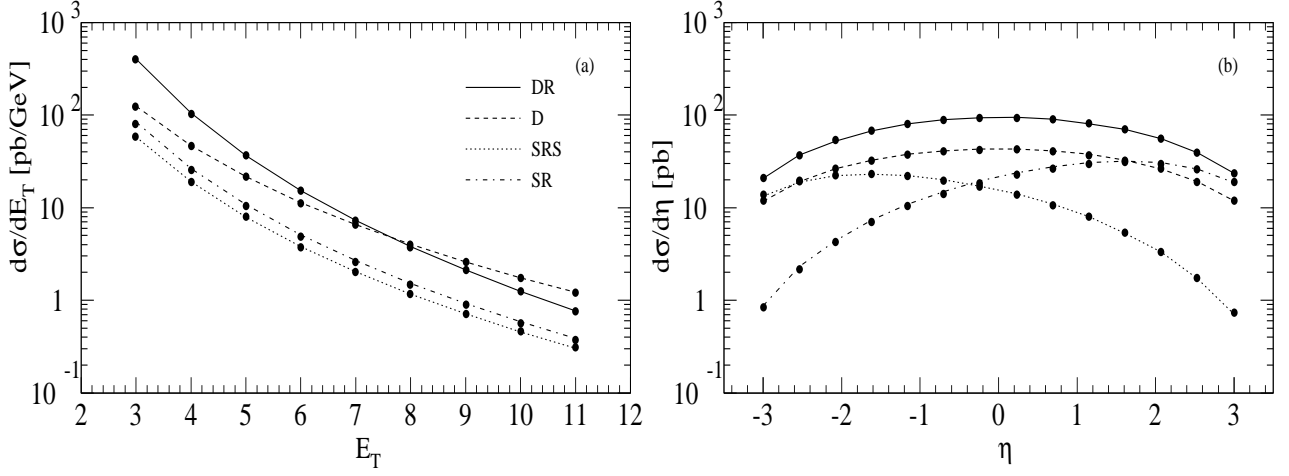 dσ/dE_T [pb/GeV]
10^3
10^2
10
1
10^-1
(a)
DR
D
SRS
SR
2 3 4 5 6 7 8 9 10 11 12
E_T
dσ/dη [pb]
10^3
10^2
10
1
10^-1
(b)
-3 -2 -1 0 1 2 3
η